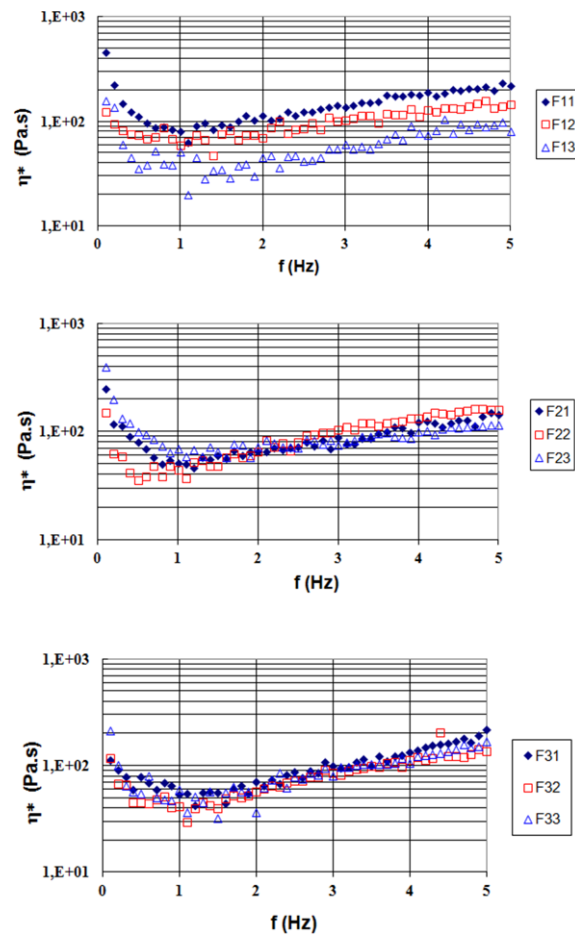 1,E+03
1,E+02
1,E+01
η* (Pa.s)
0 1 2 3 4 5
f (Hz)
F11
F12
F13
1,E+03
1,E+02
1,E+01
η* (Pa.s)
0 1 2 3 4 5
f (Hz)
F21
F22
F23
1,E+03
1,E+02
1,E+01
η* (Pa.s)
0 1 2 3 4 5
f (Hz)
F31
F32
F33